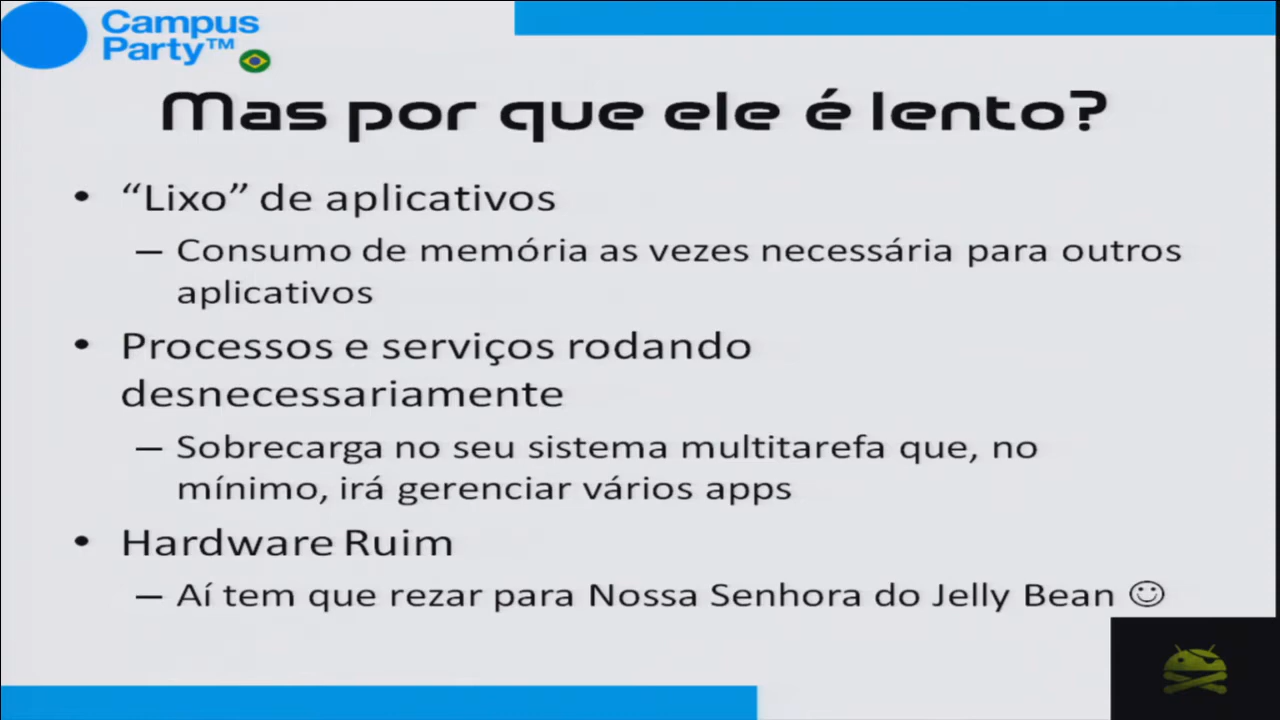 Campus
Party™
Mas por que ele é lento?
• “Lixo” de aplicativos
– Consumo de memória as vezes necessária para outros
aplicativos
• Processos e serviços rodando
desnecessariamente
– Sobrecarga no seu sistema multitarefa que, no
mínimo, irá gerenciar vários apps
• Hardware Ruim
– Aí tem que rezar para Nossa Senhora do Jelly Bean ☺